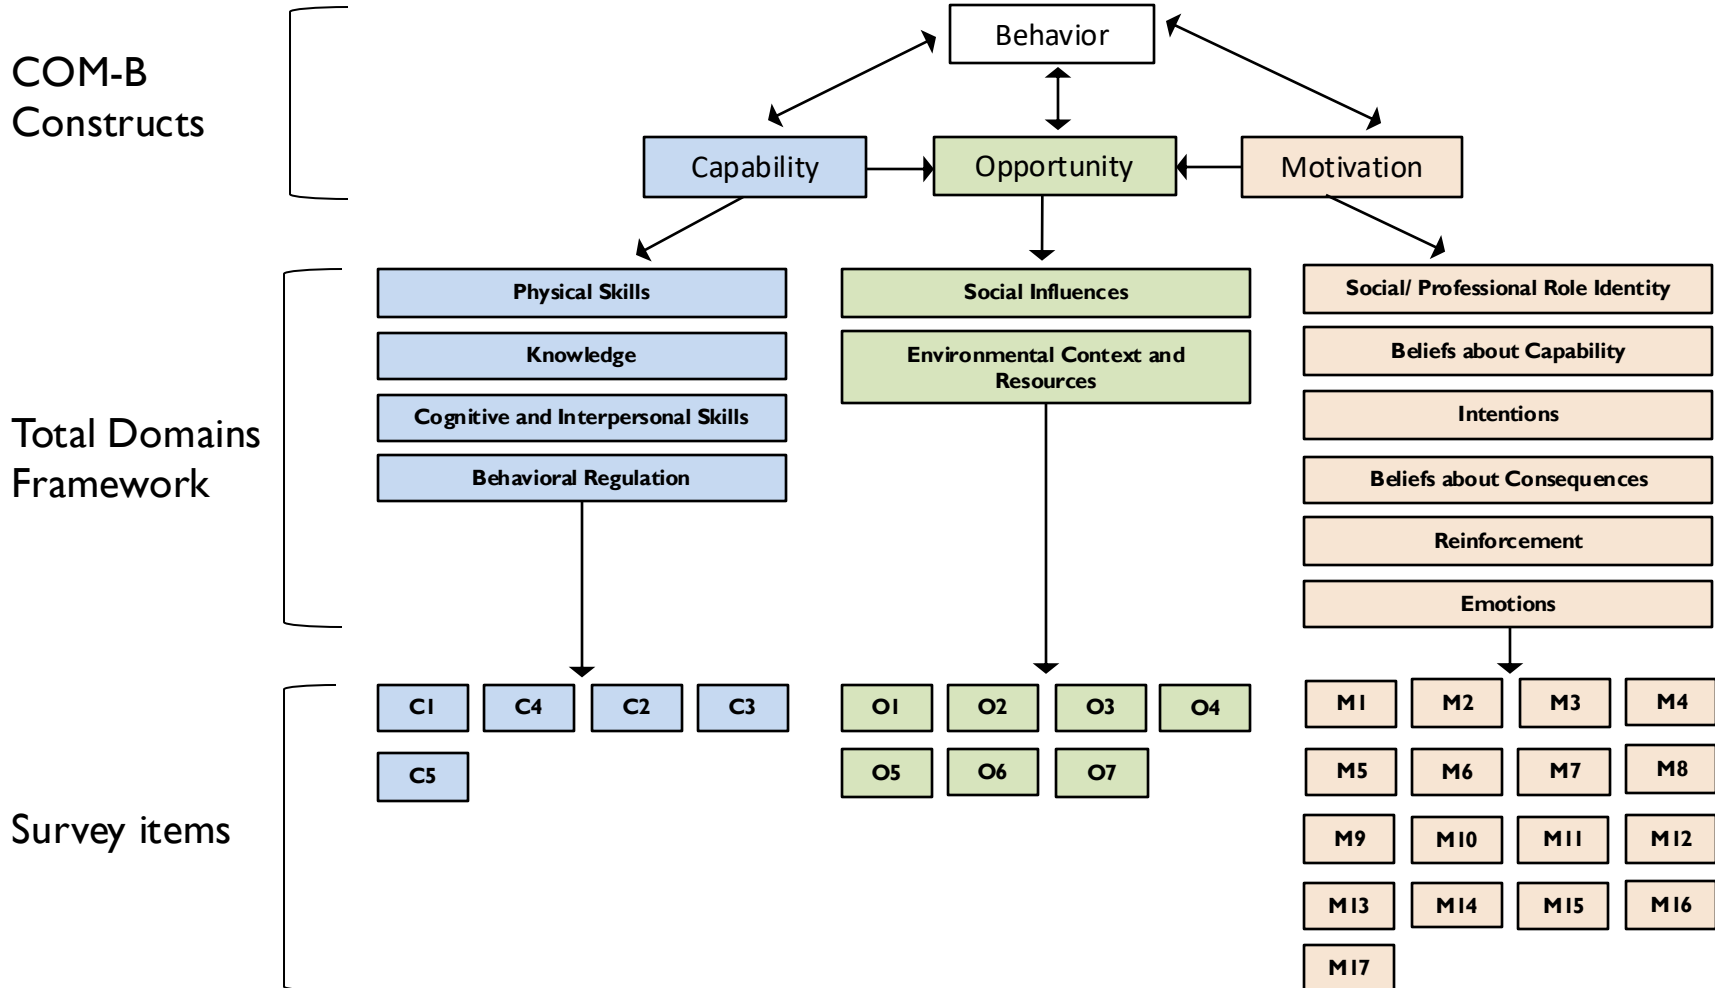 COM-B
Constructs
Behavior
Capability
Opportunity
Motivation
Total Domains
Framework
Physical Skills
Knowledge
Cognitive and Interpersonal Skills
Behavioral Regulation
Social Influences
Environmental Context and
Resources
Social/ Professional Role Identity
Beliefs about Capability
Intentions
Beliefs about Consequences
Reinforcement
Emotions
Survey items
C1 C4 C2 C3
C5
O1 O2 O3 O4
O5 O6 O7
M1 M2 M3 M4
M5 M6 M7 M8
M9 M10 M11 M12
M13 M14 M15 M16
M17